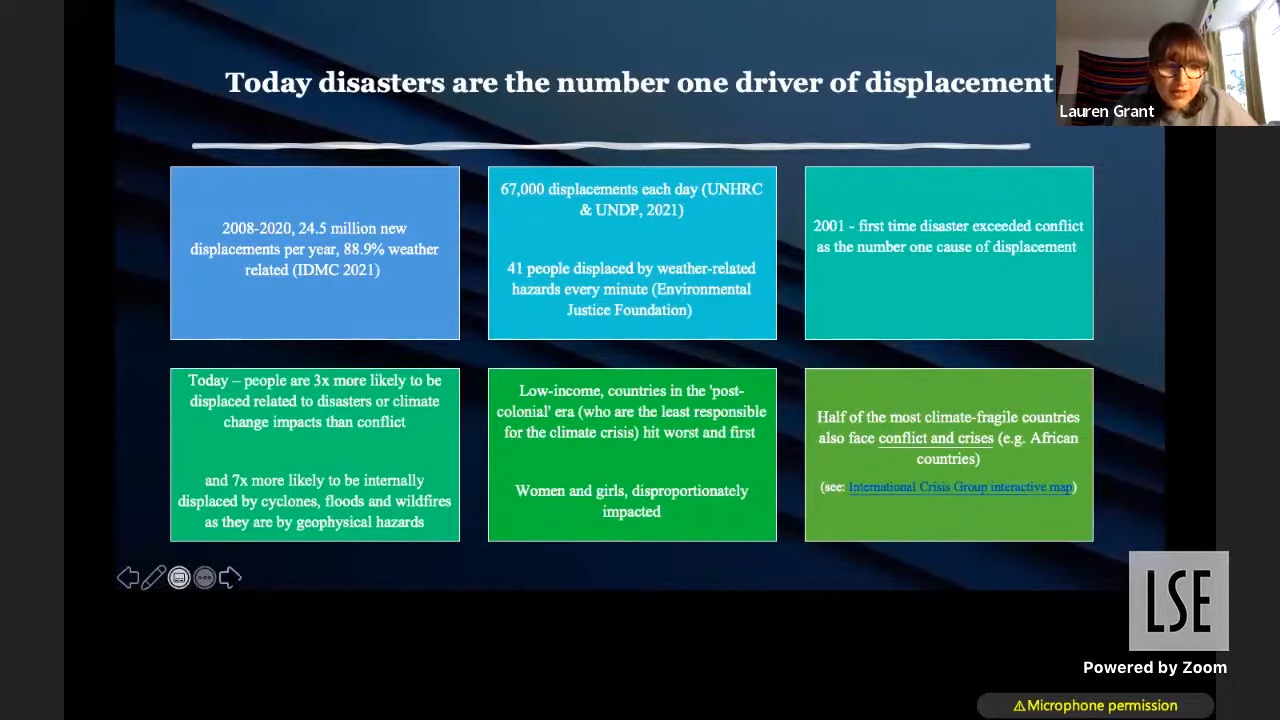 Today disasters are the number one driver of displacement
Lauren Grant
2008-2020, 24.5 million new
displacements per year, 88.9% weather
related (IDMC 2021)
67,000 displacements each day (UNHRC
& UNDP, 2021)
41 people displaced by weather-related
hazards every minute (Environmental
Justice Foundation)
2001 - first time disaster exceeded conflict
as the number one cause of displacement
Today – people are 3x more likely to be
displaced related to disasters or climate
change impacts than conflict
and 7x more likely to be internally
displaced by cyclones, floods and wildfires
as they are by geophysical hazards
Low-income, countries in the 'post-
colonial' era (who are the least responsible
for the climate crisis) hit worst and first
Women and girls, disproportionately
impacted
Half of the most climate-fragile countries
also face conflict and crises (e.g. African
countries)
(see: International Crisis Group interactive map)
LSE
Powered by Zoom
⚠Microphone permission